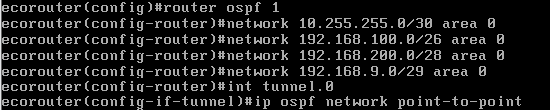 ecorouter(config)#router ospf 1
ecorouter(config-router)#network 10.255.255.0/30 area 0
ecorouter(config-router)#network 192.168.100.0/26 area 0
ecorouter(config-router)#network 192.168.200.0/28 area 0
ecorouter(config-router)#network 192.168.9.0/29 area 0
ecorouter(config-router)#int tunnel.0
ecorouter(config-if-tunnel)#ip ospf network point-to-point